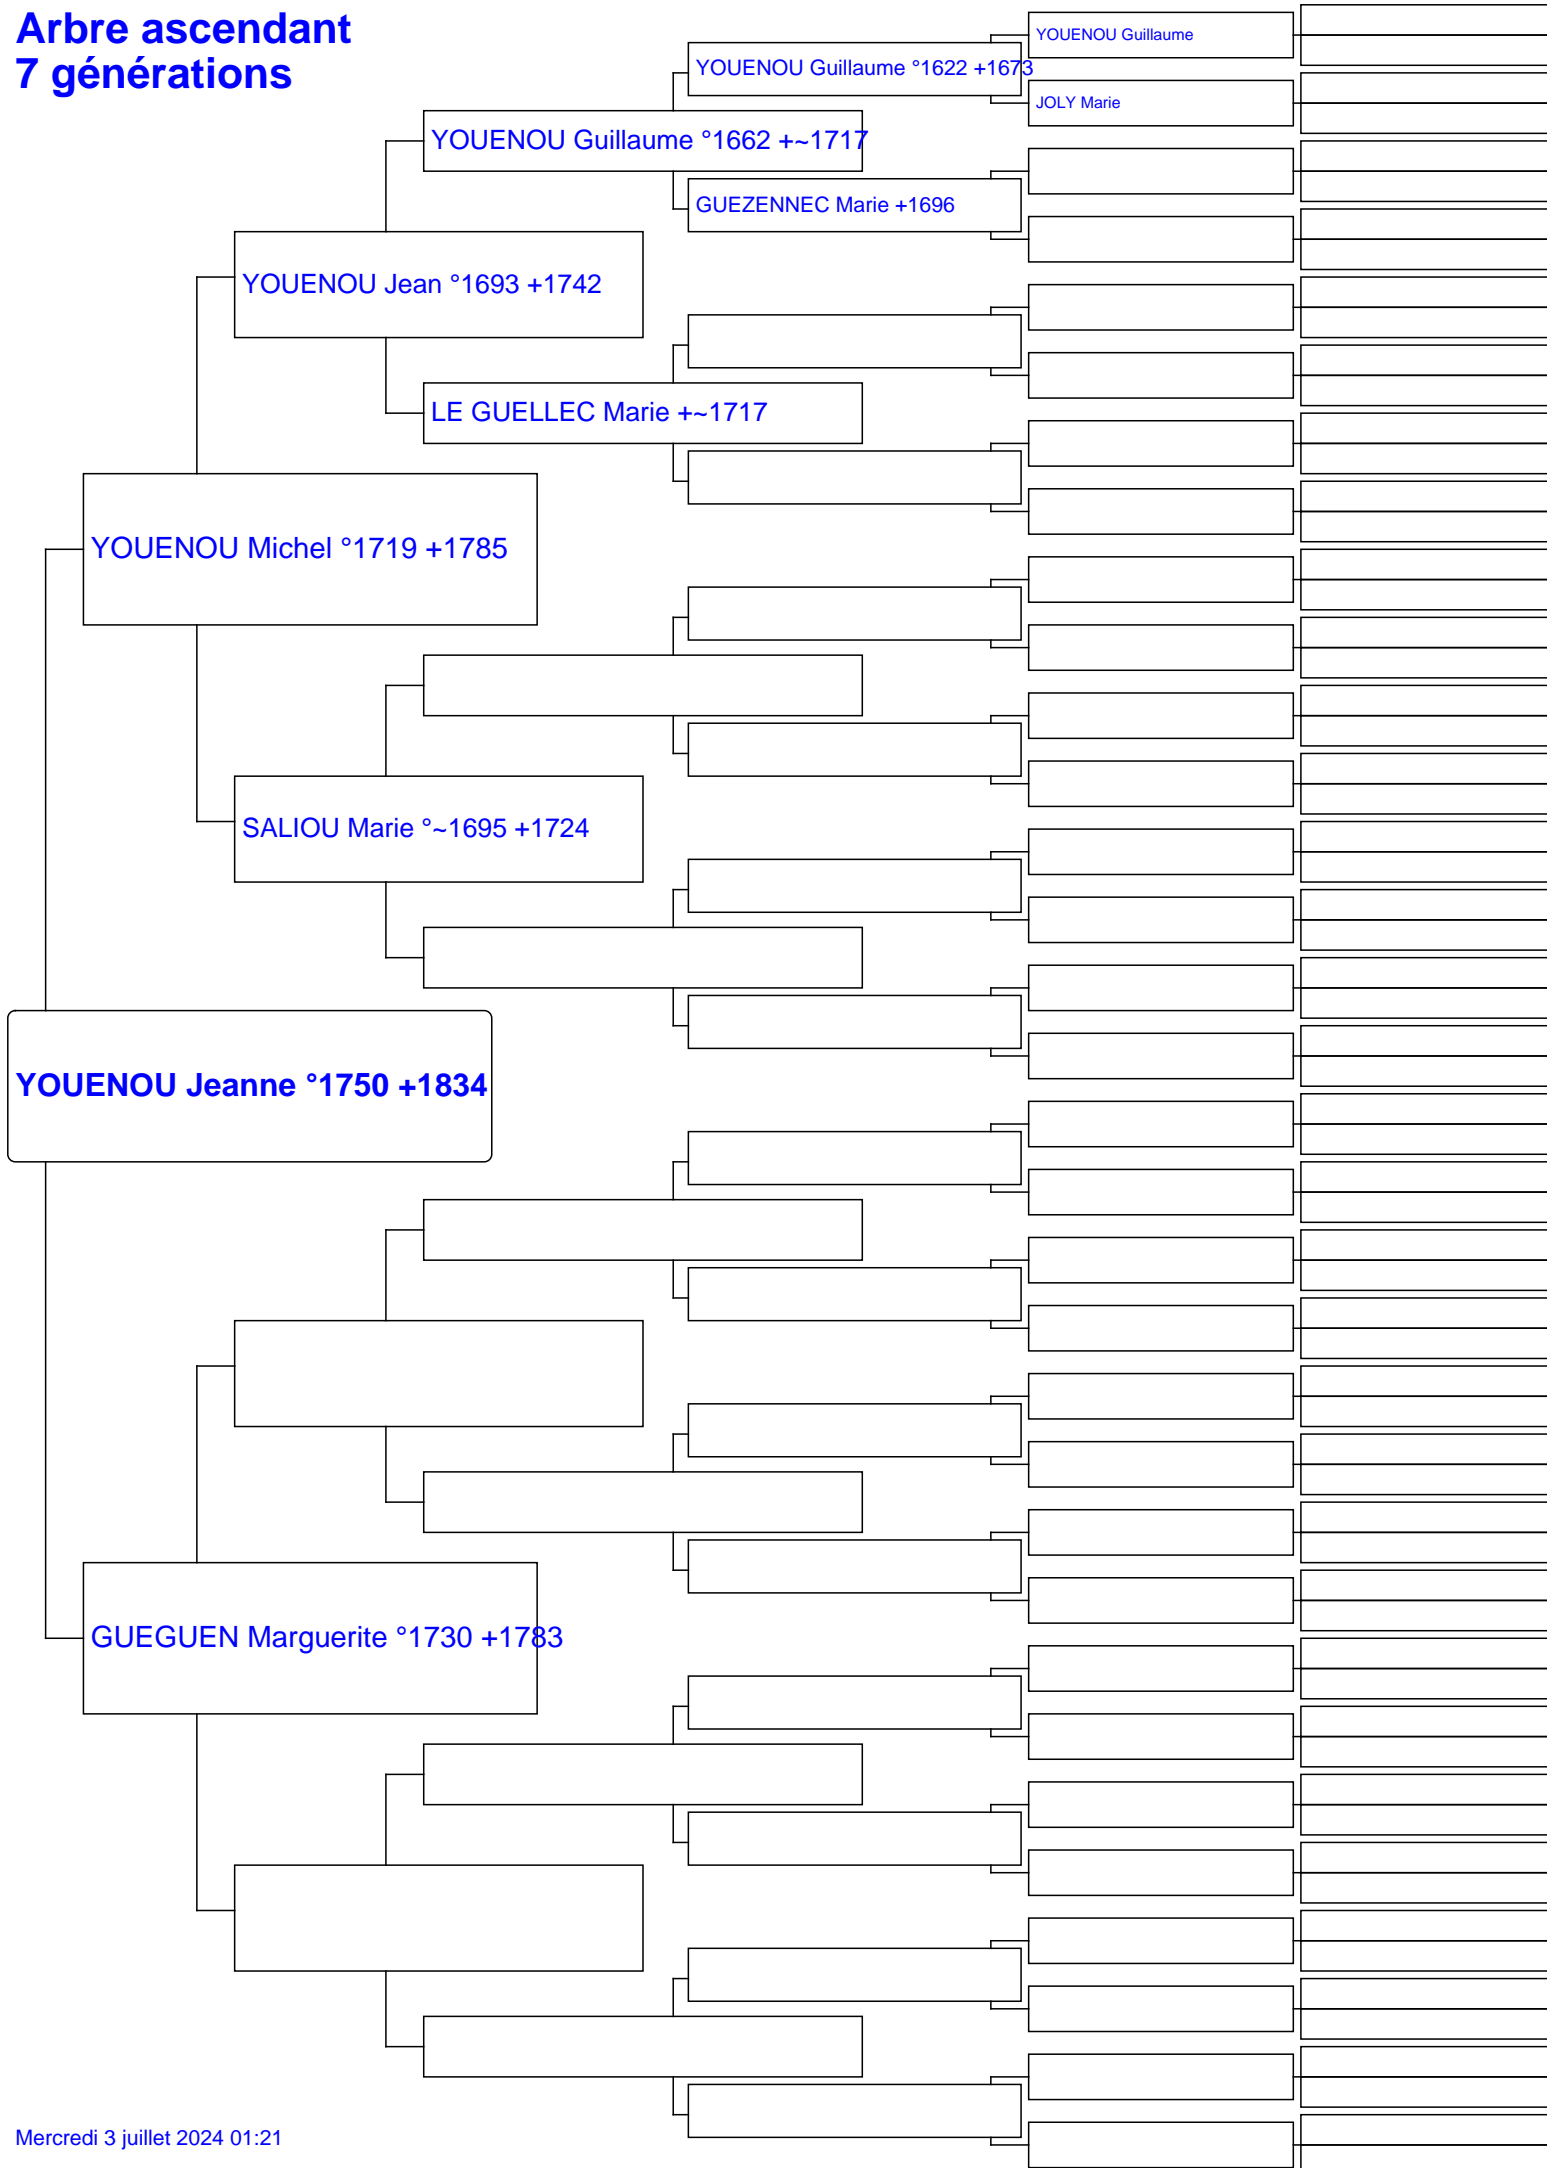 Arbre ascendant
7 générations
YOUENOU Guillaume
YOUENOU Guillaume °1622 +1673
JOLY Marie
YOUENOU Guillaume °1662 +~1717
GUEZENNEC Marie +1696
YOUENOU Jean °1693 +1742
LE GUELLEC Marie +~1717
YOUENOU Michel °1719 +1785
SALIOU Marie °~1695 +1724
YOUENOU Jeanne °1750 +1834
GUEGUEN Marguerite °1730 +1783
Mercredi 3 juillet 2024 01:21